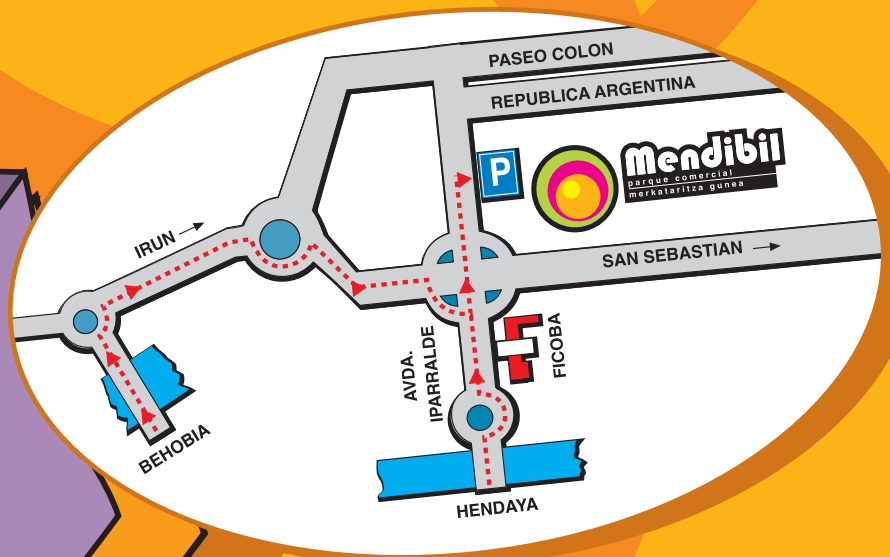 PASEO COLON
REPUBLICA ARGENTINA
P
Mendibil
parque comercial
merkataritza gunea
IRUN
SAN SEBASTIAN
AVDA.
IPARRALDE
FICOBA
BEHOBIA
HENDAYA